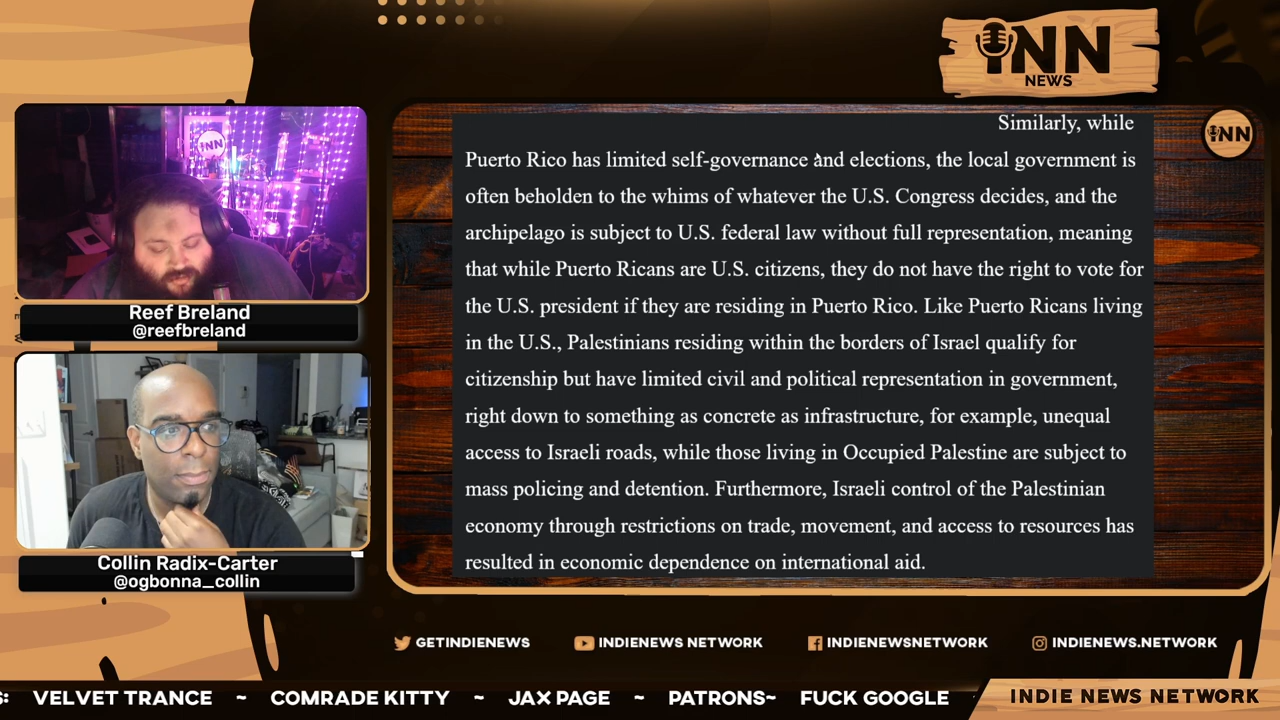 INN
NEWS
INN
INN
Similarly, while
Puerto Rico has limited self-governance and elections, the local government is
often beholden to the whims of whatever the U.S. Congress decides, and the
archipelago is subject to U.S. federal law without full representation, meaning
that while Puerto Ricans are U.S. citizens, they do not have the right to vote for
the U.S. president if they are residing in Puerto Rico. Like Puerto Ricans living
in the U.S., Palestinians residing within the borders of Israel qualify for
citizenship but have limited civil and political representation in government,
right down to something as concrete as infrastructure, for example, unequal
access to Israeli roads, while those living in Occupied Palestine are subject to
mass policing and detention. Furthermore, Israeli control of the Palestinian
economy through restrictions on trade, movement, and access to resources has
resulted in economic dependence on international aid.
Reef Breland
@reefbreland
Collin Radix-Carter
@ogbonna_collin
GETINDIENEWS INDIENEWS NETWORK INDIENEWSNETWORK INDIENEWS.NETWORK
S: VELVET TRANCE ~ COMRADE KITTY ~ JAX PAGE ~ PATRONS~ FUCK GOOGLE
INDIE NEWS NETWORK